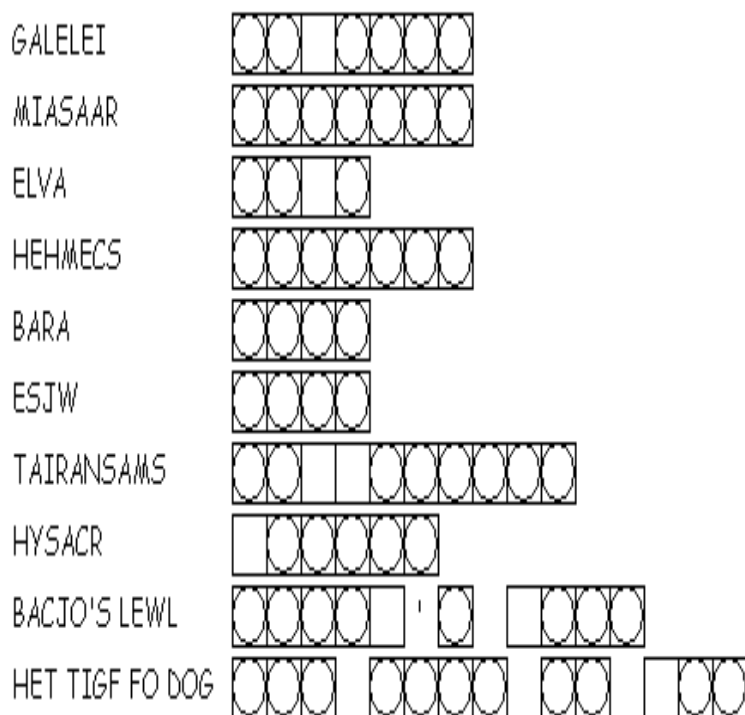 GALELEI
MIASAAR
ELVA
HEHMECS
BARA
ESJW
TAIRANSAMS
HYSACR
BACJO'S LEWL '
HET TIGF FO DOG